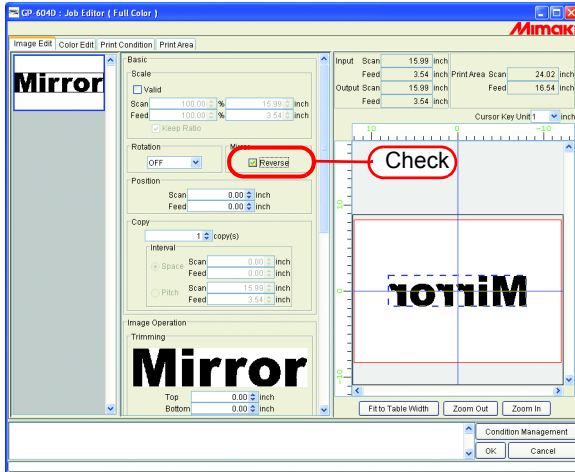 GP-604D : Job Editor ( Full Color )
Mimaki
Image Edit Color Edit Print Condition Print Area
Mirror
Basic
Scale
Valid
Scan 100.00 % 15.99 inch
Feed 100.00 % 3.54 inch
Keep Ratio
Rotation
OFF
Mirror
Reverse
Check
Position
Scan 0.00 inch
Feed 0.00 inch
Copy
1 copy(s)
Interval
Space Scan 0.00 inch
Feed 0.00 inch
Pitch Scan 15.99 inch
Feed 3.54 inch
Image Operation
Trimming
Mirror
Top 0.00 inch
Bottom 0.00 inch
Input Scan 15.99 inch
Feed 3.54 inch Print Area Scan 24.02 inch
Output Scan 15.99 inch Feed 16.54 inch
Feed 3.54 inch
Cursor Key Unit 1 inch
10 0 -10
10
0
-10
Mirror
Fit to Table Width Zoom Out Zoom In
Condition Management
OK Cancel